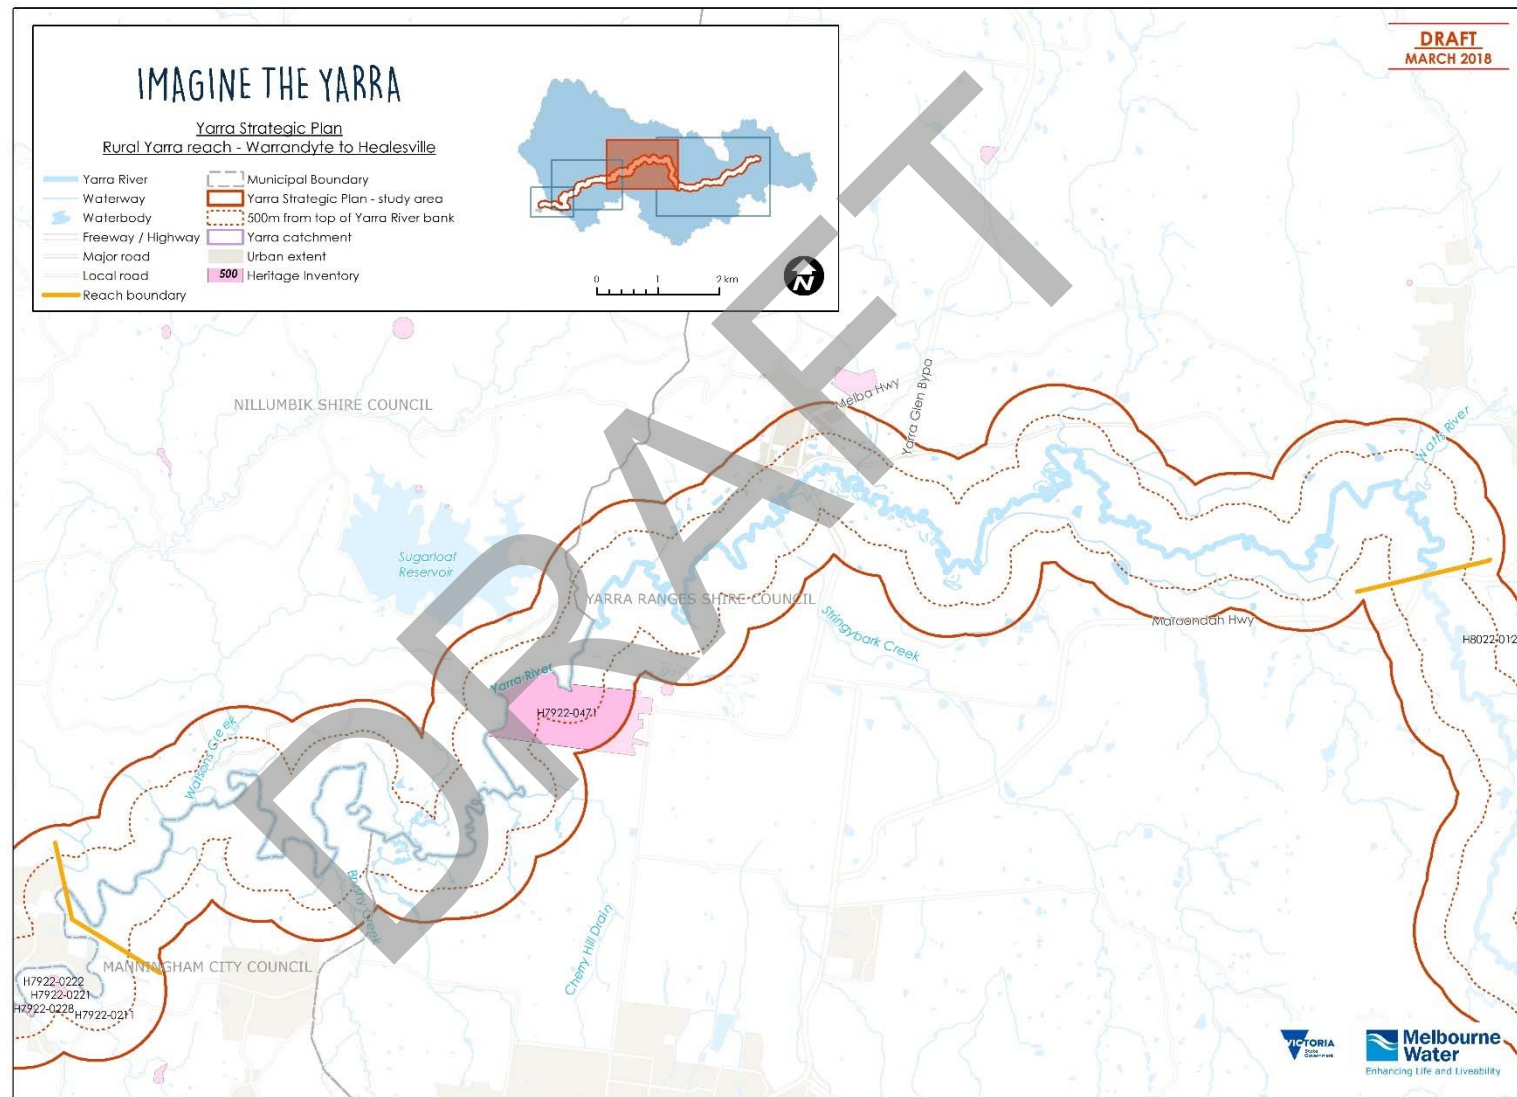 DRAFT
MARCH 2018
IMAGINE THE YARRA
Yarra Strategic Plan
Rural Yarra reach - Warrandyte to Healesville
Yarra River
Waterway
Waterbody
Freeway / Highway
Major road
Local road
Reach boundary
Municipal Boundary
Yarra Strategic Plan - study area
500m from top of Yarra River bank
Yarra catchment
Urban extent
500 Heritage Inventory
0 1 2 km
N
NILLUMBIK SHIRE COUNCIL
Melba Hwy
Yarra Glen Bypa
Watts River
Sugarloaf
Reservoir
YARRA RANGES SHIRE COUNCIL
Stringybark Creek
Maroondah Hwy
H8022-012
Yarra River
H7922-0471
Watsons Creek
Brushy Creek
Cherry Hill Drain
MANNINGHAM CITY COUNCIL
H7922-0222
H7922-0221
H7922-0228
H7922-0211
DRAFT
VICTORIA
State
Government
Melbourne
Water
Enhancing Life and Liveability